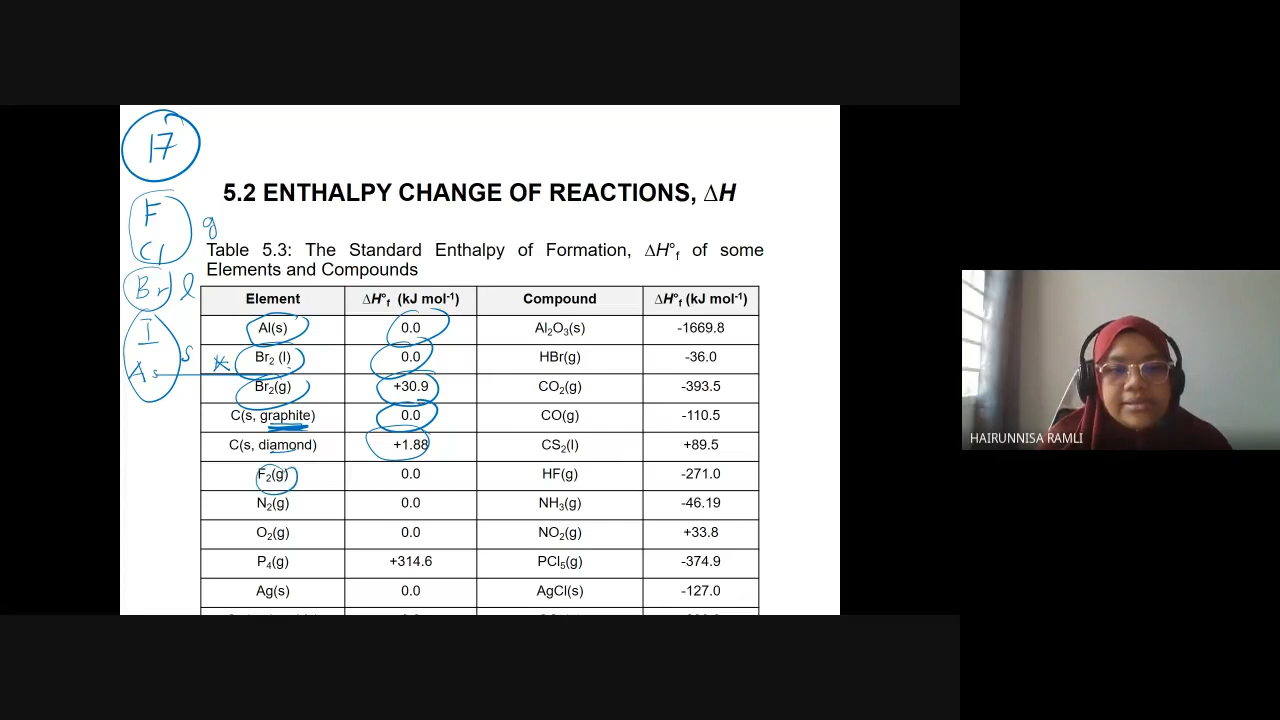 17
F
Cl
g
Br l
I
As
s
5.2 ENTHALPY CHANGE OF REACTIONS, ΔH
Table 5.3: The Standard Enthalpy of Formation, ΔH°f of some
Elements and Compounds
Element ΔH°f (kJ mol-1) Compound ΔH°f (kJ mol-1)
Al(s) 0.0 Al2O3(s) -1669.8
* Br2 (l) 0.0 HBr(g) -36.0
Br2(g) +30.9 CO2(g) -393.5
C(s, graphite) 0.0 CO(g) -110.5
C(s, diamond) +1.88 CS2(l) +89.5
F2(g) 0.0 HF(g) -271.0
N2(g) 0.0 NH3(g) -46.19
O2(g) 0.0 NO2(g) +33.8
P4(g) +314.6 PCl5(g) -374.9
Ag(s) 0.0 AgCl(s) -127.0
HAIRUNNISA RAMLI